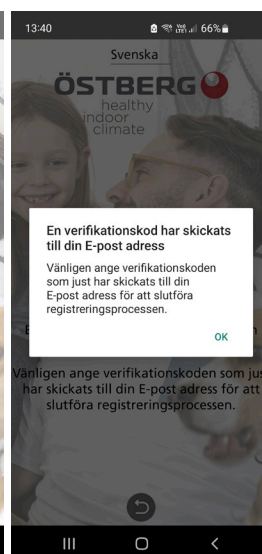 13:40
66%
Svenska
ÖSTBERG
healthy
indoor
climate
En verifikationskod har skickats
till din E-post adress
Vänligen ange verifikationskoden
som just har skickats till din
E-post adress för att slutföra
registreringsprocessen.
OK
Vänligen ange verifikationskoden som jus
har skickats till din E-post adress för att
slutföra registreringsprocessen.